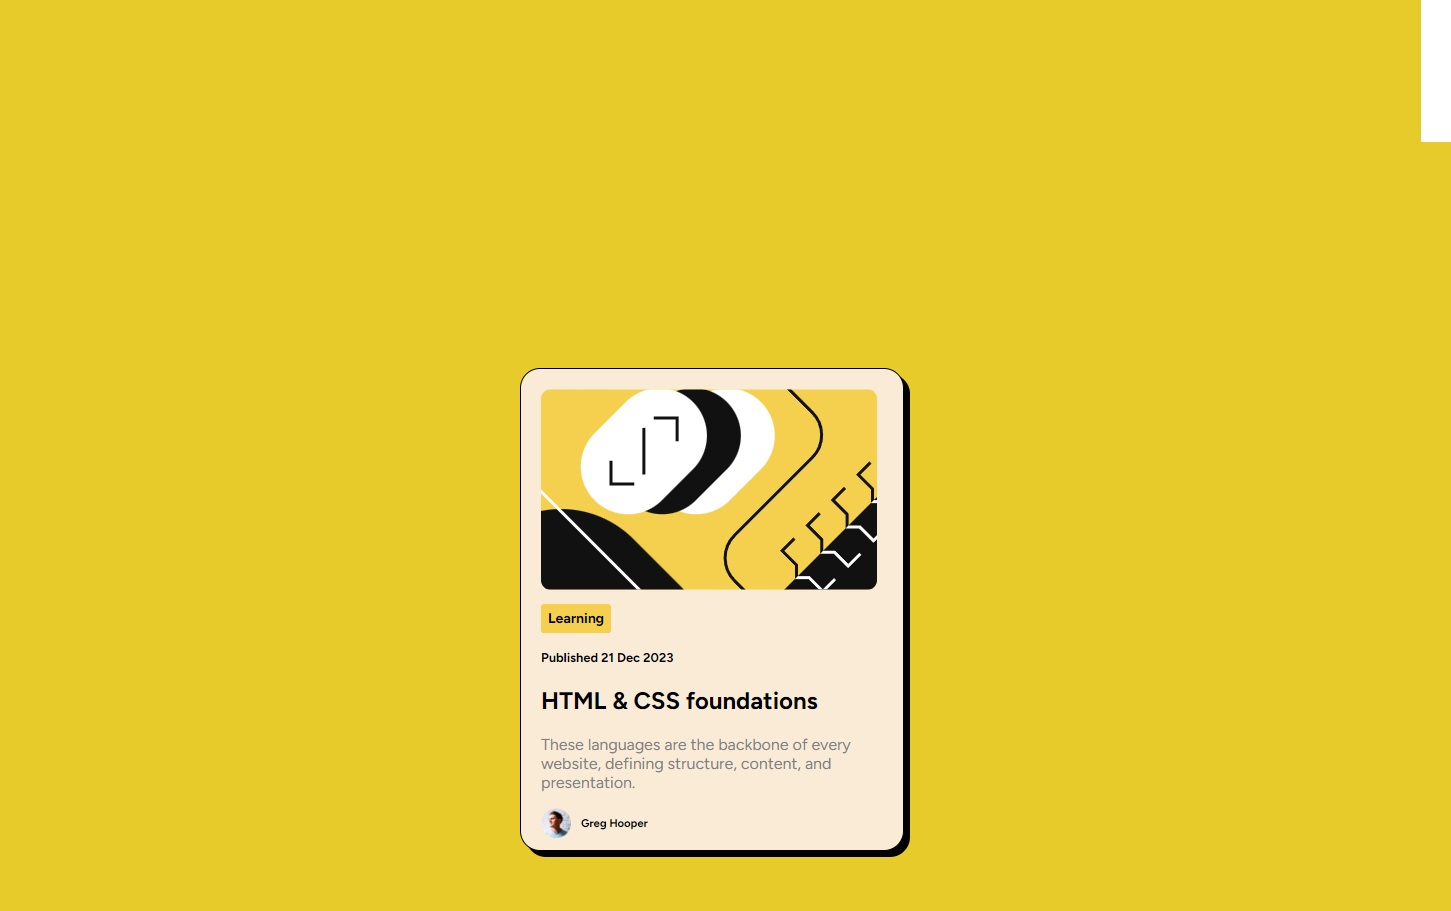 Learning
Published 21 Dec 2023
HTML & CSS foundations
These languages are the backbone of every
website, defining structure, content, and
presentation.
Greg Hooper